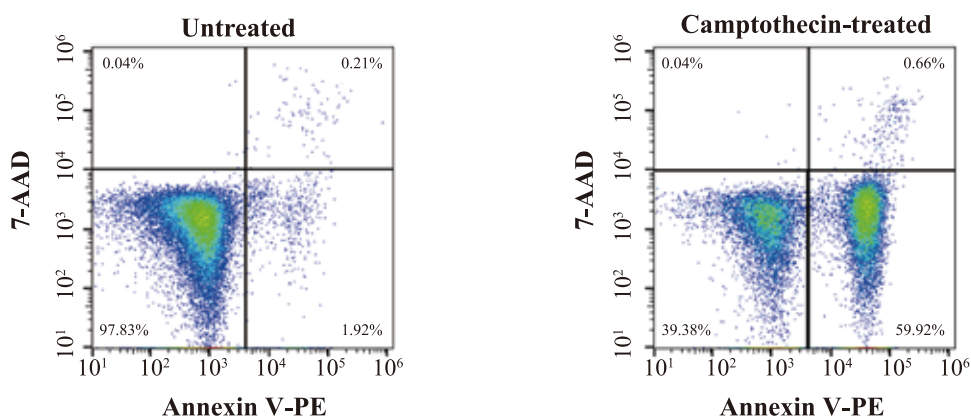 Untreated
10⁶
10⁵
10⁴
10³
10²
10¹
7-AAD
0.04%
0.21%
97.83%
1.92%
10¹ 10² 10³ 10⁴ 10⁵ 10⁶
Annexin V-PE
Camptothecin-treated
10⁶
10⁵
10⁴
10³
10²
10¹
7-AAD
0.04%
0.66%
39.38%
59.92%
10¹ 10² 10³ 10⁴ 10⁵ 10⁶
Annexin V-PE